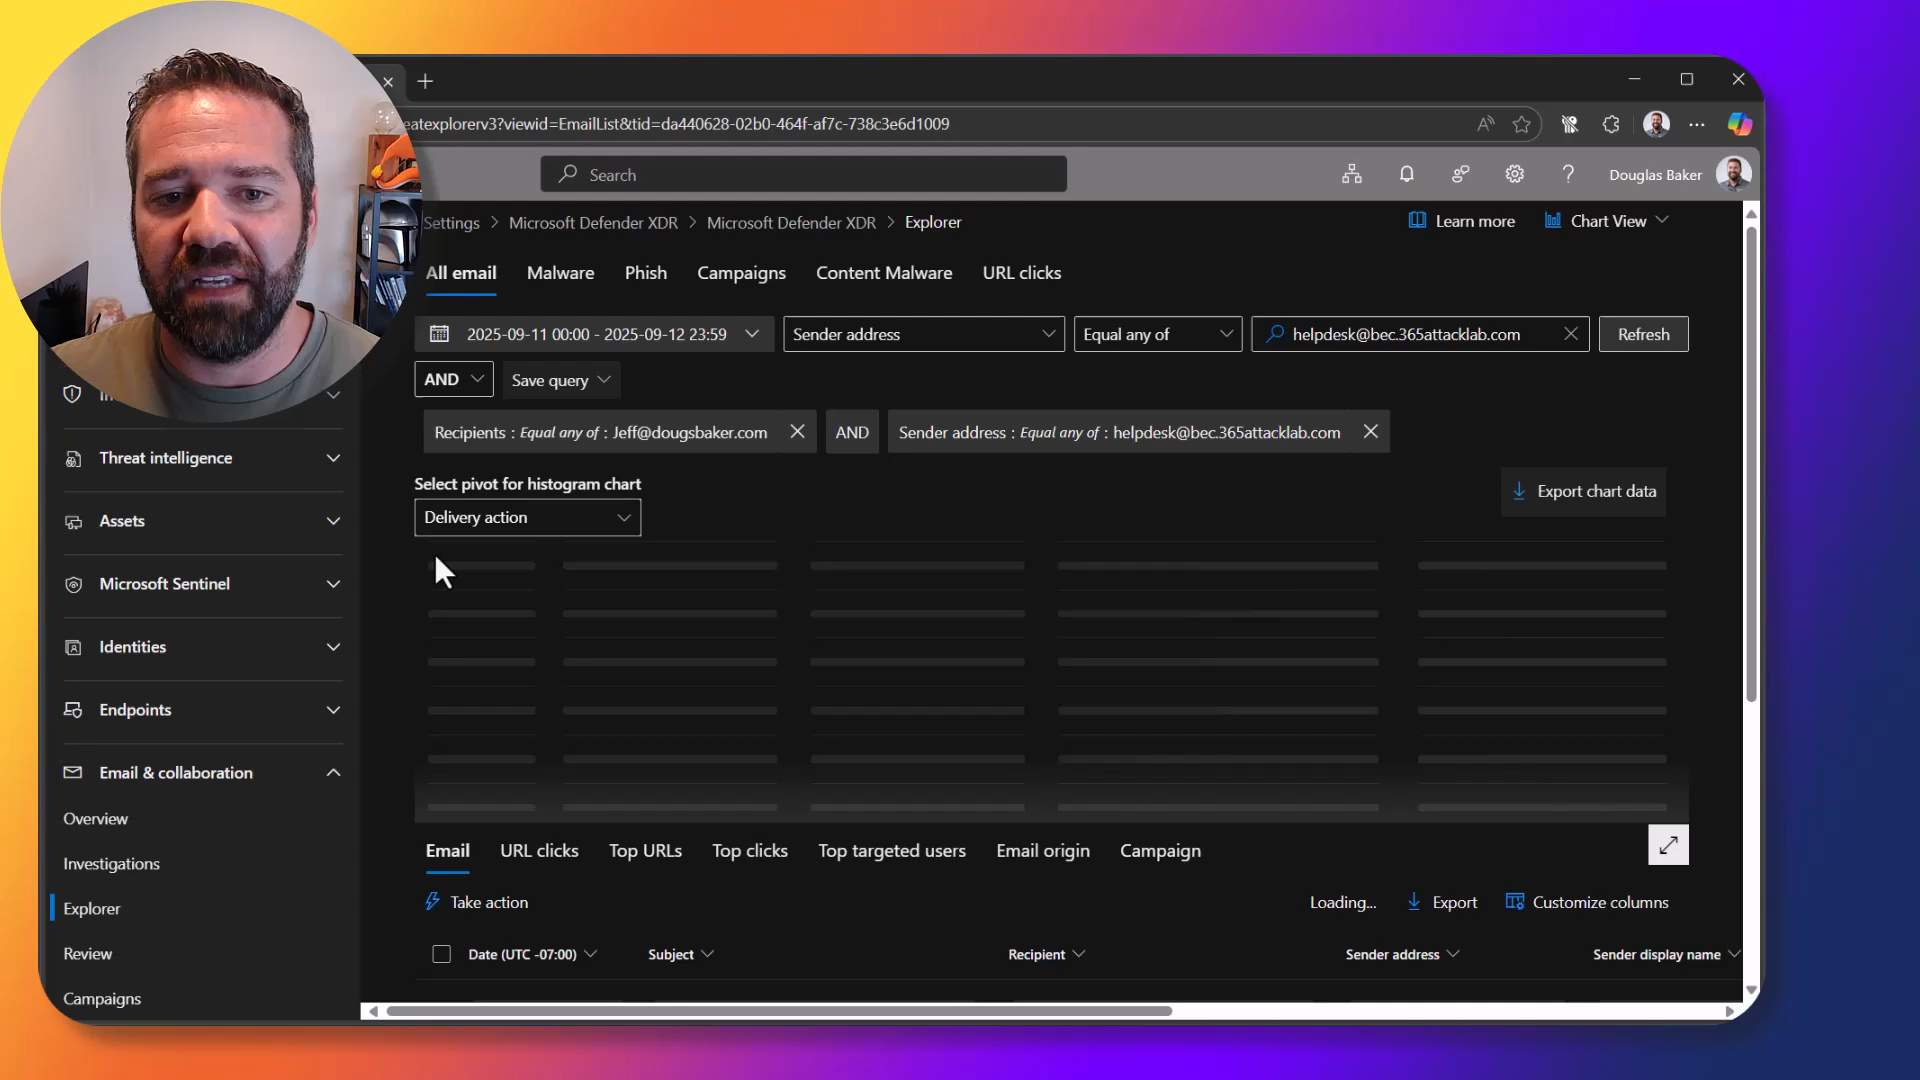 eatexplorerv3?viewid=EmailList&tid=da440628-02b0-464f-af7c-738c3e6d1009
Search
Douglas Baker
Settings > Microsoft Defender XDR > Microsoft Defender XDR > Explorer
Learn more
Chart View
All email
Malware
Phish
Campaigns
Content Malware
URL clicks
2025-09-11 00:00 - 2025-09-12 23:59
Sender address
Equal any of
helpdesk@bec.365attacklab.com
Refresh
AND
Save query
Recipients : Equal any of : Jeff@dougsbaker.com
AND
Sender address : Equal any of : helpdesk@bec.365attacklab.com
Select pivot for histogram chart
Export chart data
Delivery action
Threat intelligence
Assets
Microsoft Sentinel
Identities
Endpoints
Email & collaboration
Overview
Investigations
Explorer
Review
Campaigns
Email
URL clicks
Top URLs
Top clicks
Top targeted users
Email origin
Campaign
Take action
Loading...
Export
Customize columns
Date (UTC -07:00)
Subject
Recipient
Sender address
Sender display name